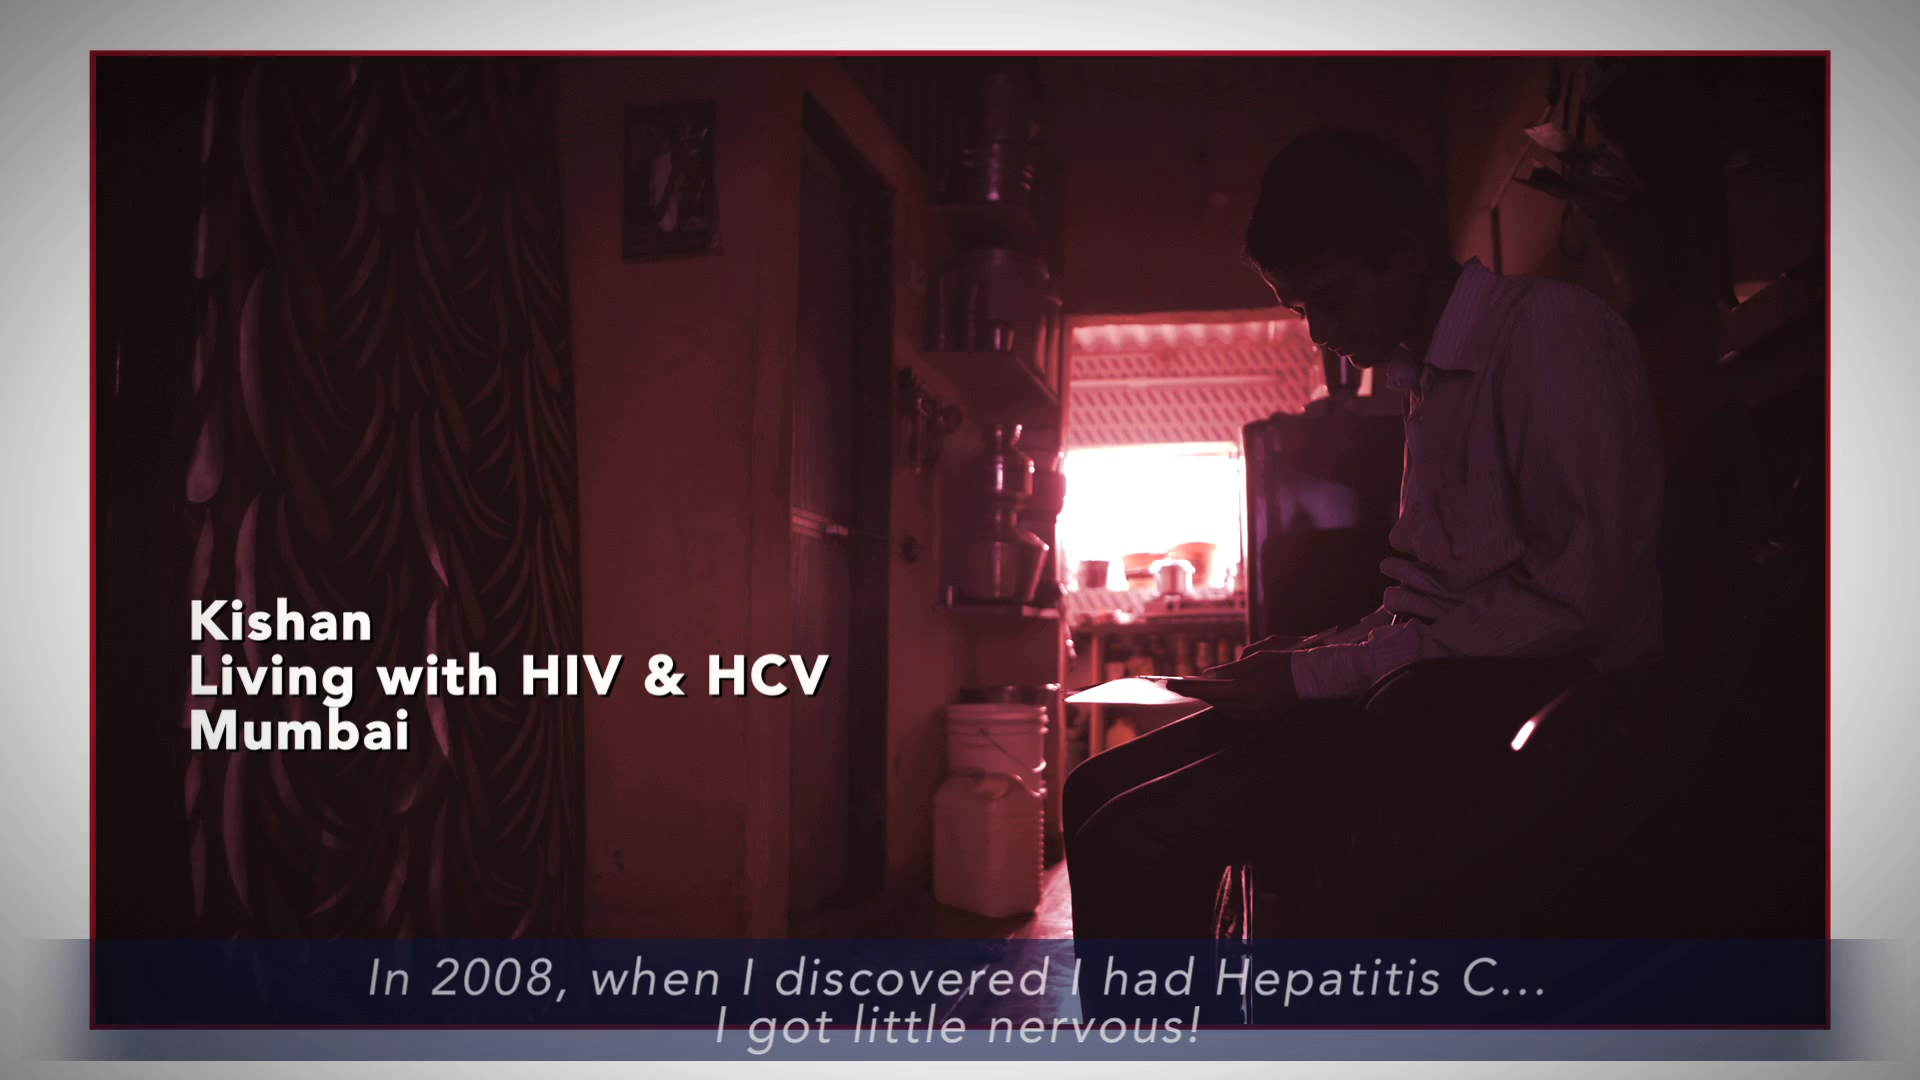 Kishan
Living with HIV & HCV
Mumbai
In 2008, when I discovered I had Hepatitis C...
I got little nervous!